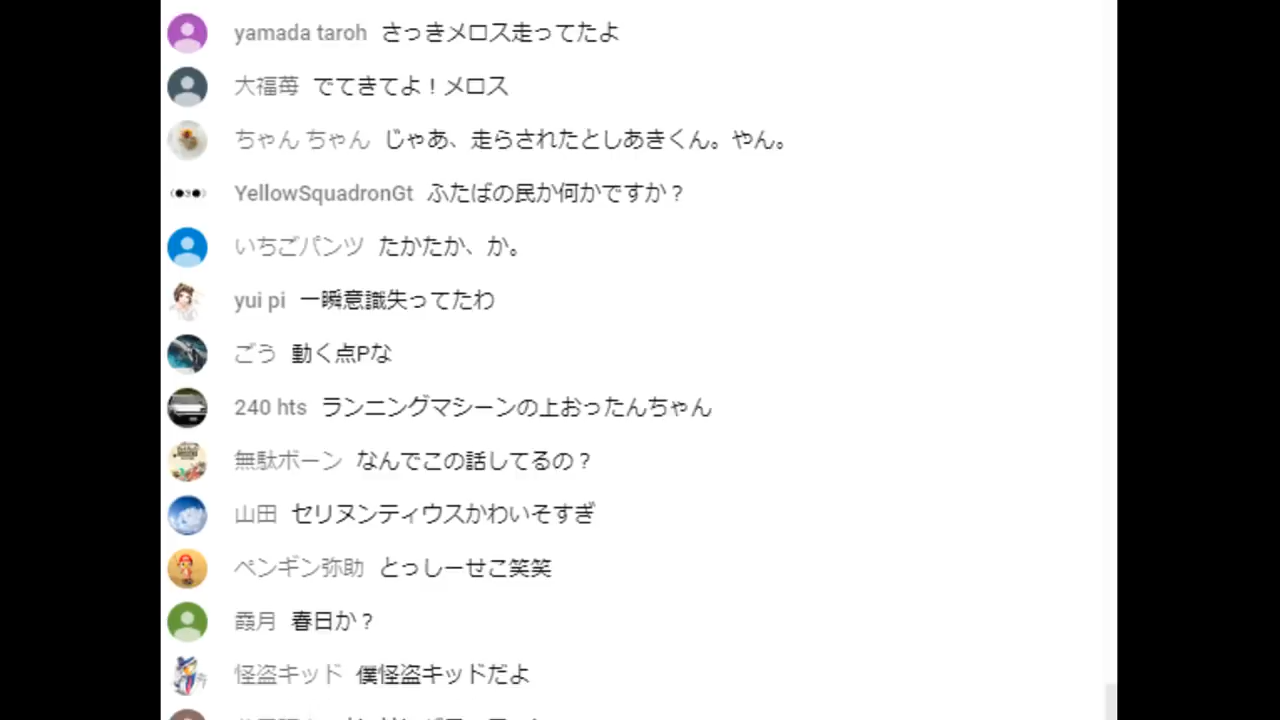 yamada taroh さっきメロス走ってたよ
大福苺 でてきてよ！メロス
ちゃん ちゃん じゃあ、走らされたとしあきくん。やん。
YellowSquadronGt ふたばの民か何かですか？
いちごパンツ たかたか、か。
yui pi 一瞬意識失ってたわ
ごう 動く点Pな
240 hts ランニングマシーンの上おったんちゃん
無駄ボーン なんでこの話してるの？
山田 セリヌンティウスかわいそすぎ
ペンギン弥助 とっしーせこ笑笑
霞月 春日か？
怪盗キッド 僕怪盗キッドだよ